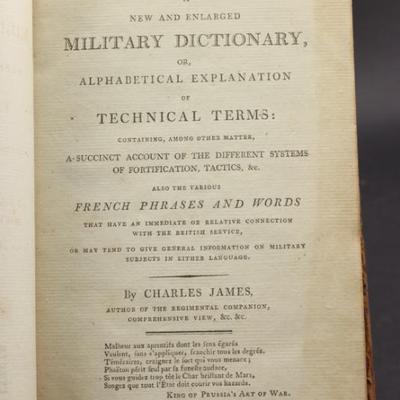 A
NEW AND ENLARGED
MILITARY DICTIONARY,
OR,
ALPHABETICAL EXPLANATION
OF
TECHNICAL TERMS:
CONTAINING, AMONG OTHER MATTER,
A SUCCINCT ACCOUNT OF THE DIFFERENT SYSTEMS
OF FORTIFICATION, TACTICS, &c.
ALSO THE VARIOUS
FRENCH PHRASES AND WORDS
THAT HAVE AN IMMEDIATE OR RELATIVE CONNECTION
WITH THE BRITISH SERVICE,
OR MAY TEND TO GIVE GENERAL INFORMATION ON MILITARY
SUBJECTS IN EITHER LANGUAGE.
By CHARLES JAMES,
AUTHOR OF THE REGIMENTAL COMPANION,
COMPREHENSIVE VIEW, &c. &c.
Malheur aux aprentifs dont les sens égarés
Veulent, sans s'appliquer, franchir tous les degrés.
Téméraires, craignez le sort qui vous menace;
Phaëton périt seul par sa funeste audace,
Si vous guidez trop tôt le Char brillant de Mars,
Songez que tout l'État doit courir vos hazards.
KING OF PRUSSIA'S ART OF WAR.